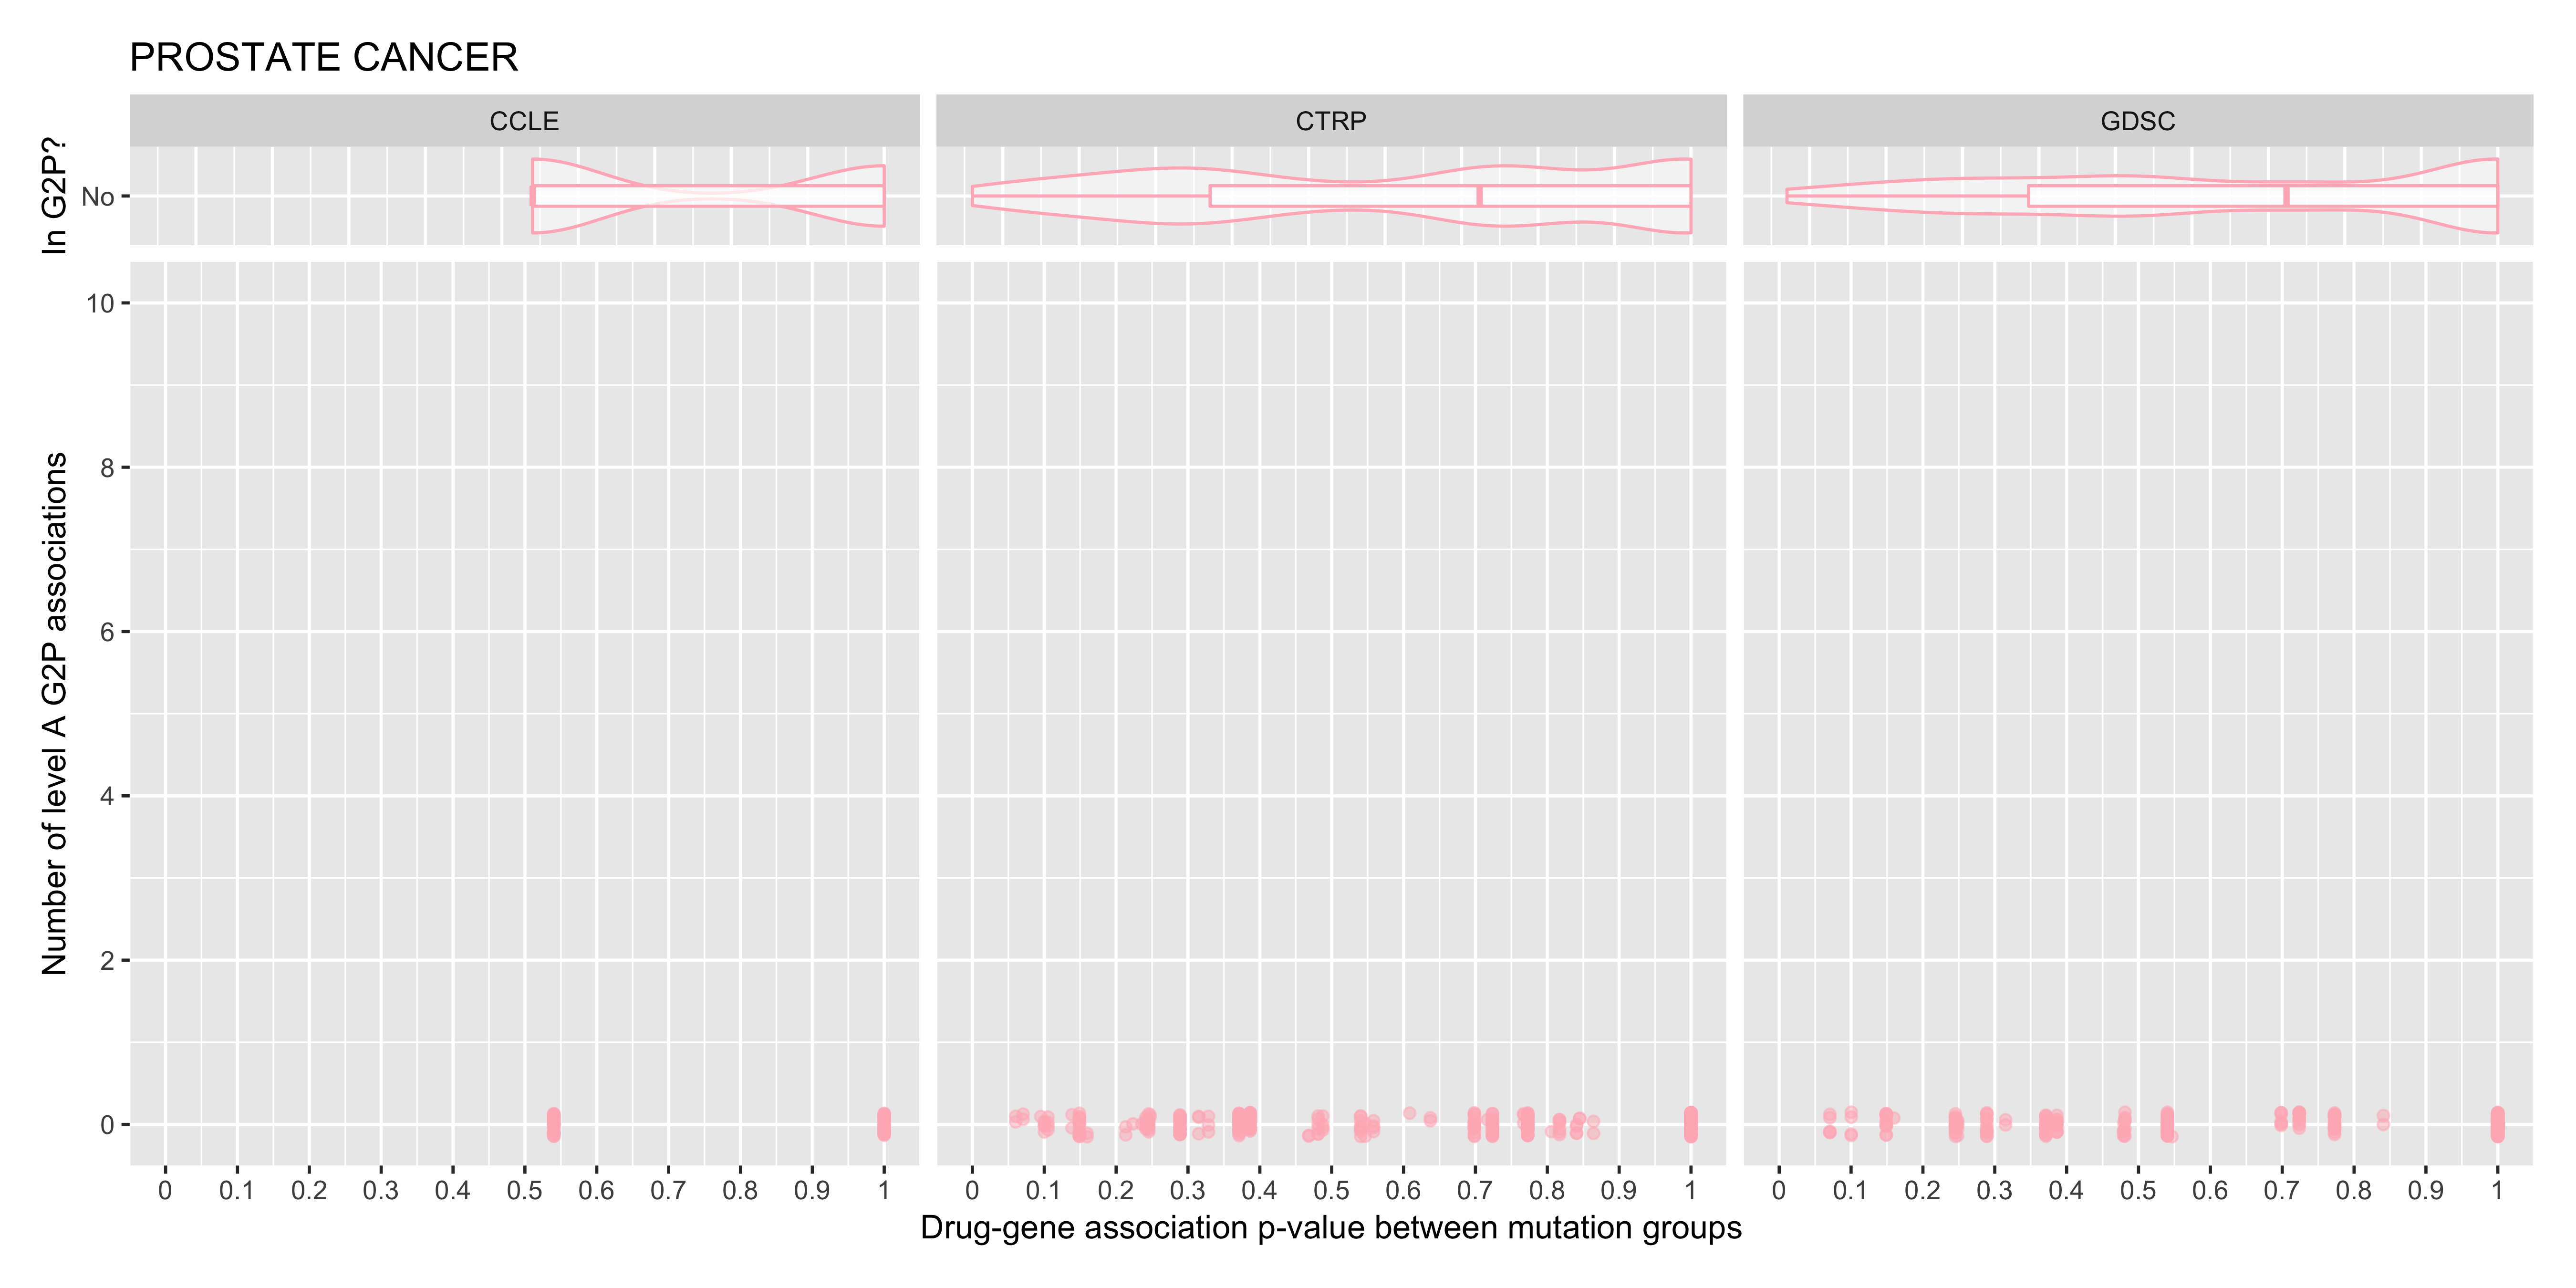 PROSTATE CANCER
CCLE CTRP GDSC
In G2P?
No
Number of level A G2P associations
10
8
6
4
2
0
0 0.1 0.2 0.3 0.4 0.5 0.6 0.7 0.8 0.9 1 0 0.1 0.2 0.3 0.4 0.5 0.6 0.7 0.8 0.9 1 0 0.1 0.2 0.3 0.4 0.5 0.6 0.7 0.8 0.9 1
Drug-gene association p-value between mutation groups